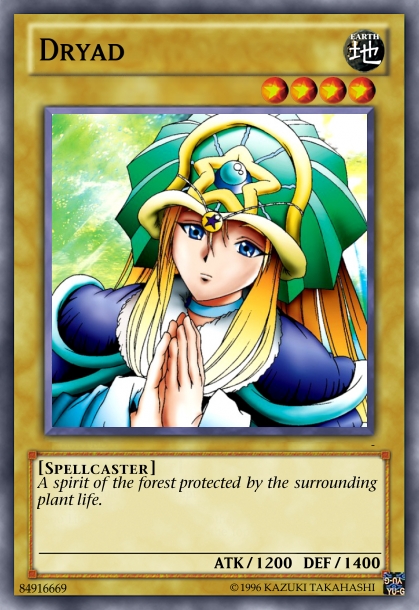 DRYAD
EARTH
地
[SPELLCASTER]
A spirit of the forest protected by the surrounding
plant life.
ATK / 1200 DEF / 1400
84916669
©1996 KAZUKI TAKAHASHI